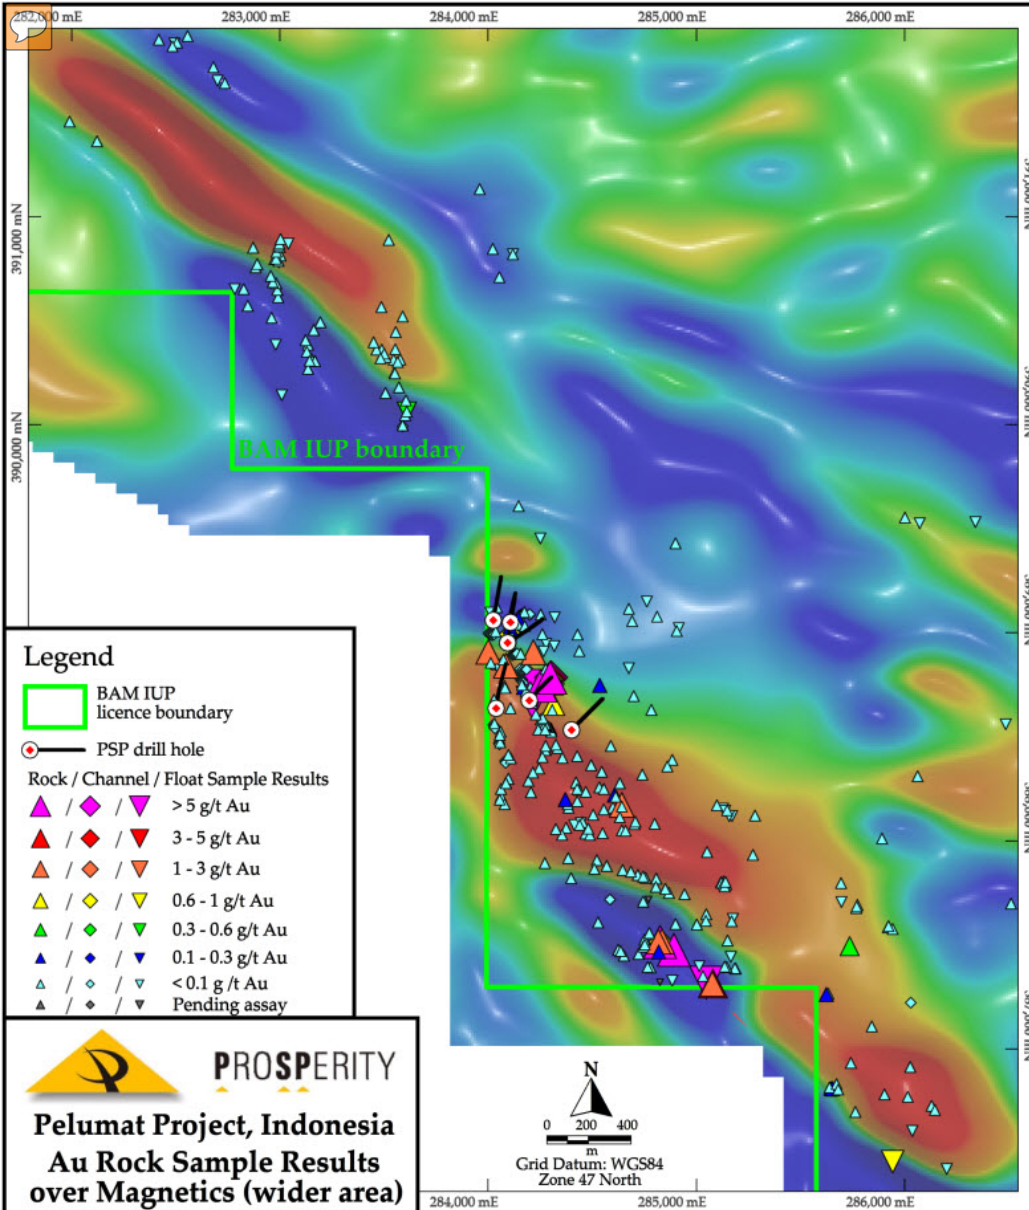 282,000 mE
283,000 mE
284,000 mE
285,000 mE
286,000 mE
391,000 mN
390,000 mN
BAM IUP boundary
Legend
BAM IUP
licence boundary
PSP drill hole
Rock / Channel / Float Sample Results
/ / > 5 g/t Au
/ / 3 - 5 g/t Au
/ / 1 - 3 g/t Au
/ / 0.6 - 1 g/t Au
/ / 0.3 - 0.6 g/t Au
/ / 0.1 - 0.3 g/t Au
/ / < 0.1 g /t Au
/ / Pending assay
PROSPERITY
Pelumat Project, Indonesia
Au Rock Sample Results
over Magnetics (wider area)
N
0 200 400
m
Grid Datum: WGS84
Zone 47 North
284,000 mE
285,000 mE
286,000 mE